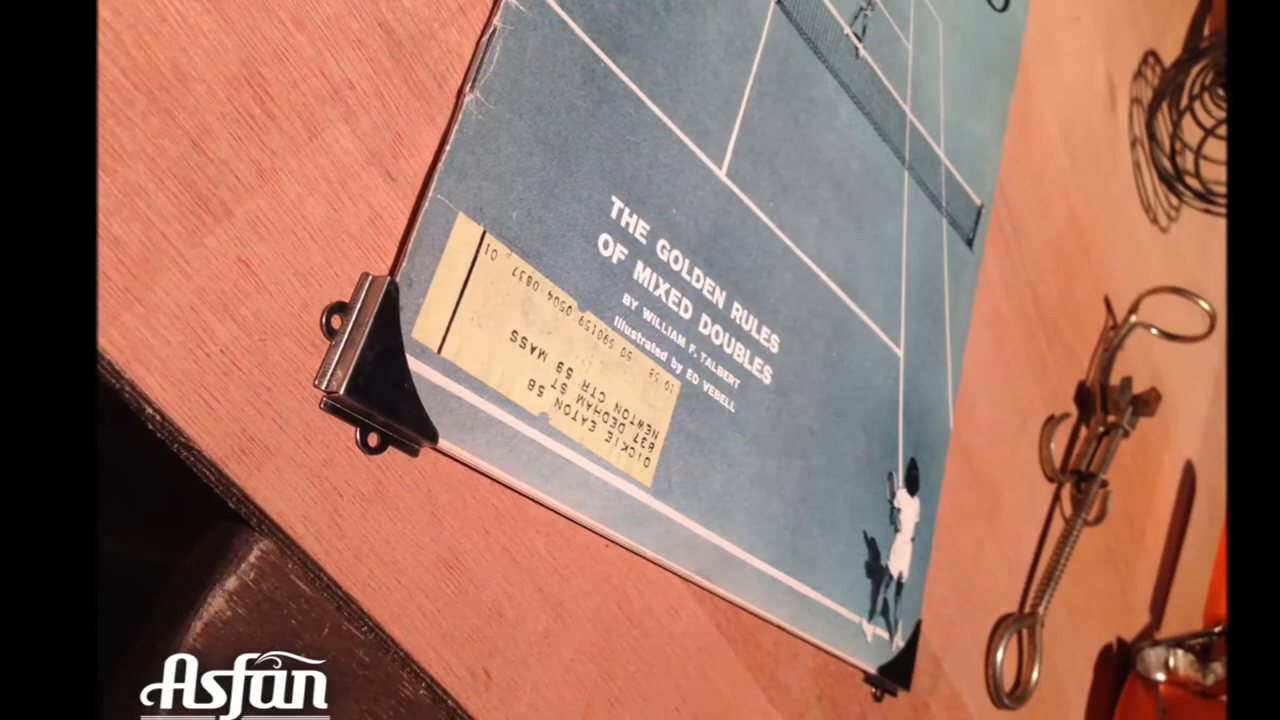 THE GOLDEN RULES
OF MIXED DOUBLES
BY WILLIAM F. TALBERT
Illustrated by ED VEBELL
10 59 50 590159 0504 0837 01
DICKIE EATON 58
837 DEDHAM ST
NEWTON CTR 59 MASS
Asfan